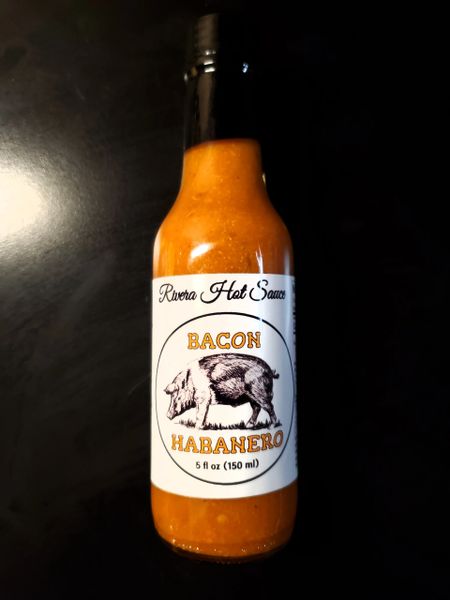 Rivera Hot Sauce
BACON
HABANERO
5 fl oz (150 ml)